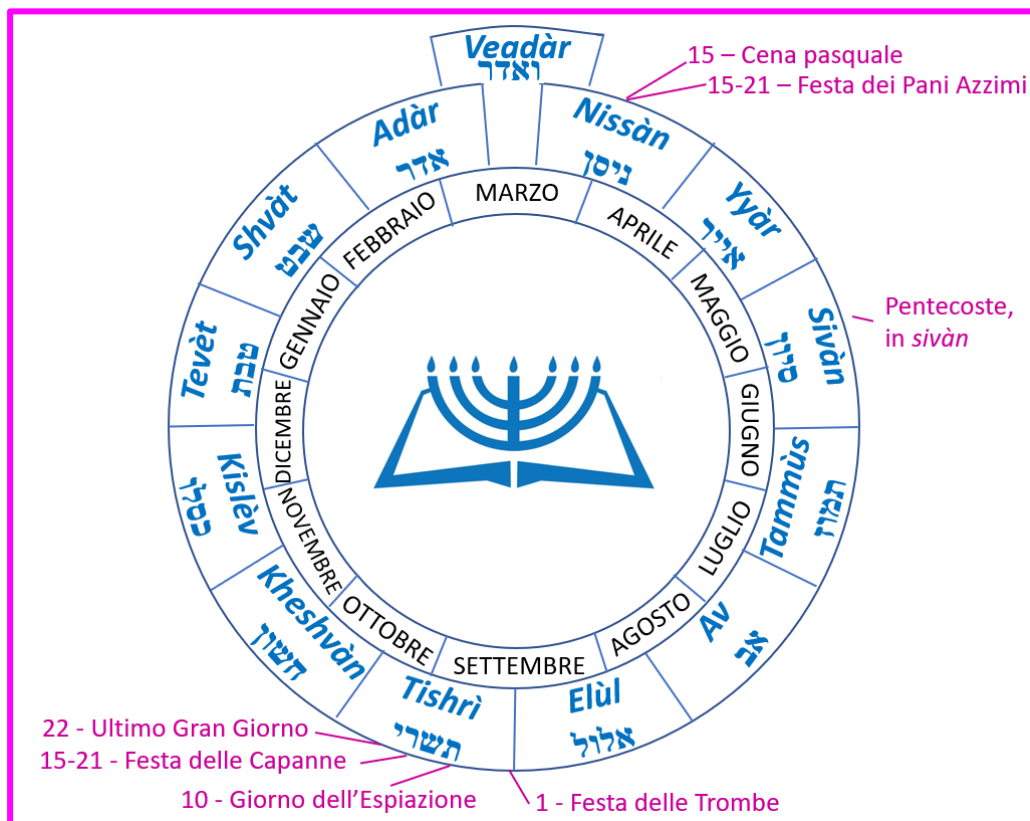 Veadàr
ואדר
15 – Cena pasquale
15-21 – Festa dei Pani Azzimi
Nissàn
ניסן
Yyàr
אייר
Sivàn
סיון
Pentecoste,
in sivàn
Tammùs
תמוז
Av
אב
Elùl
אלול
Tishrì
תשרי
Kheshvàn
חשון
Kislèv
כסלו
Tevèt
טבת
Shvàt
שבט
Adàr
אדר
MARZO
APRILE
MAGGIO
GIUGNO
LUGLIO
AGOSTO
SETTEMBRE
OTTOBRE
NOVEMBRE
DICEMBRE
GENNAIO
FEBBRAIO
22 - Ultimo Gran Giorno
15-21 - Festa delle Capanne
10 - Giorno dell’Espiazione
1 - Festa delle Trombe